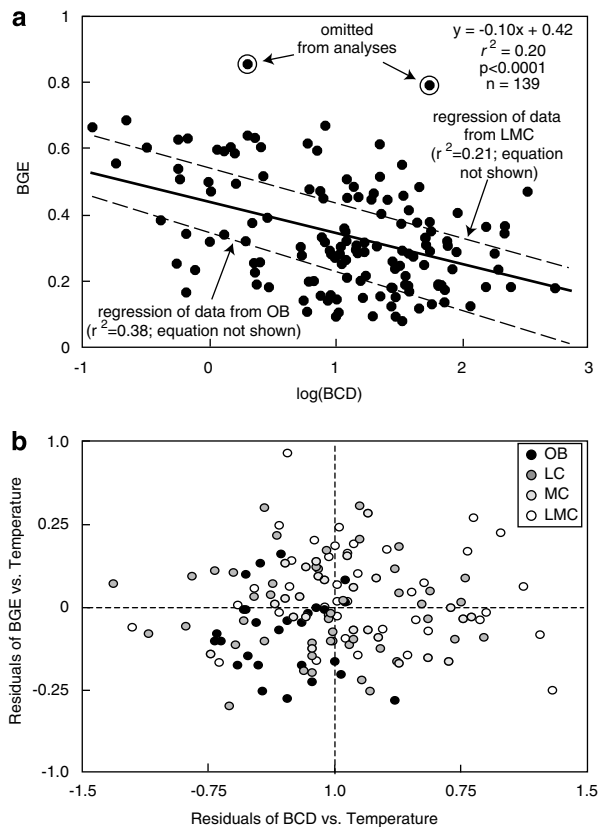 a
1
0.8
0.6
0.4
0.2
0
BGE
omitted
from analyses
y = -0.10x + 0.42
r² = 0.20
p<0.0001
n = 139
regression of data
from LMC
(r²=0.21; equation
not shown)
regression of data from OB
(r²=0.38; equation not shown)
-1
0
1
2
3
log(BCD)
b
1.0
0.25
0
-0.25
-1.0
Residuals of BGE vs. Temperature
OB
LC
MC
LMC
-1.5
-0.75
1.0
0.75
1.5
Residuals of BCD vs. Temperature